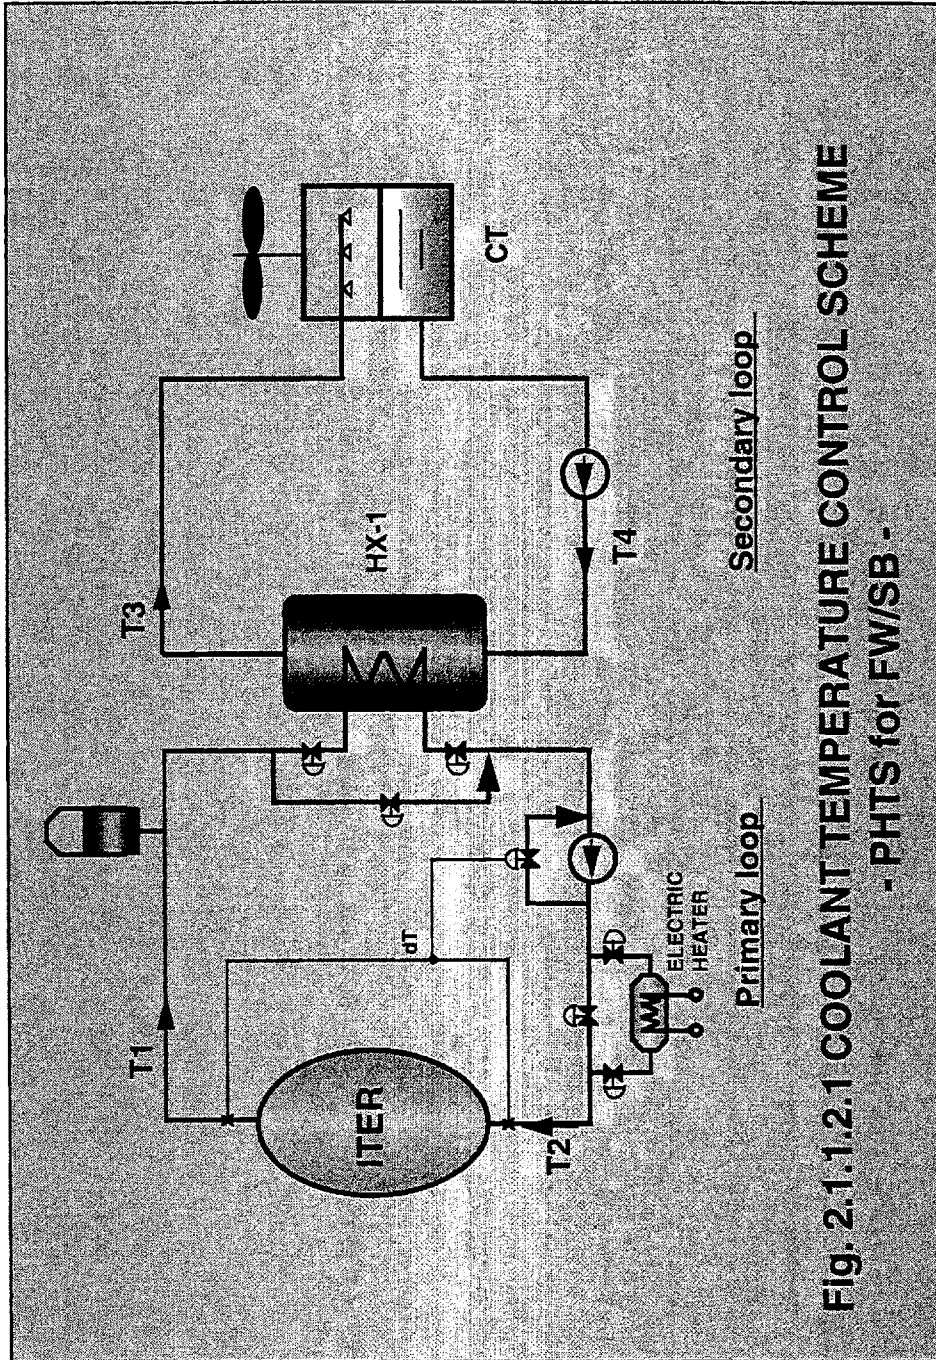 T1
T3
ITER
dT
HX-1
CT
T2
T4
ELECTRIC
HEATER
Primary loop
Secondary loop
Fig. 2.1.1.2.1 COOLANT TEMPERATURE CONTROL SCHEME
- PHTS for FW/SB -